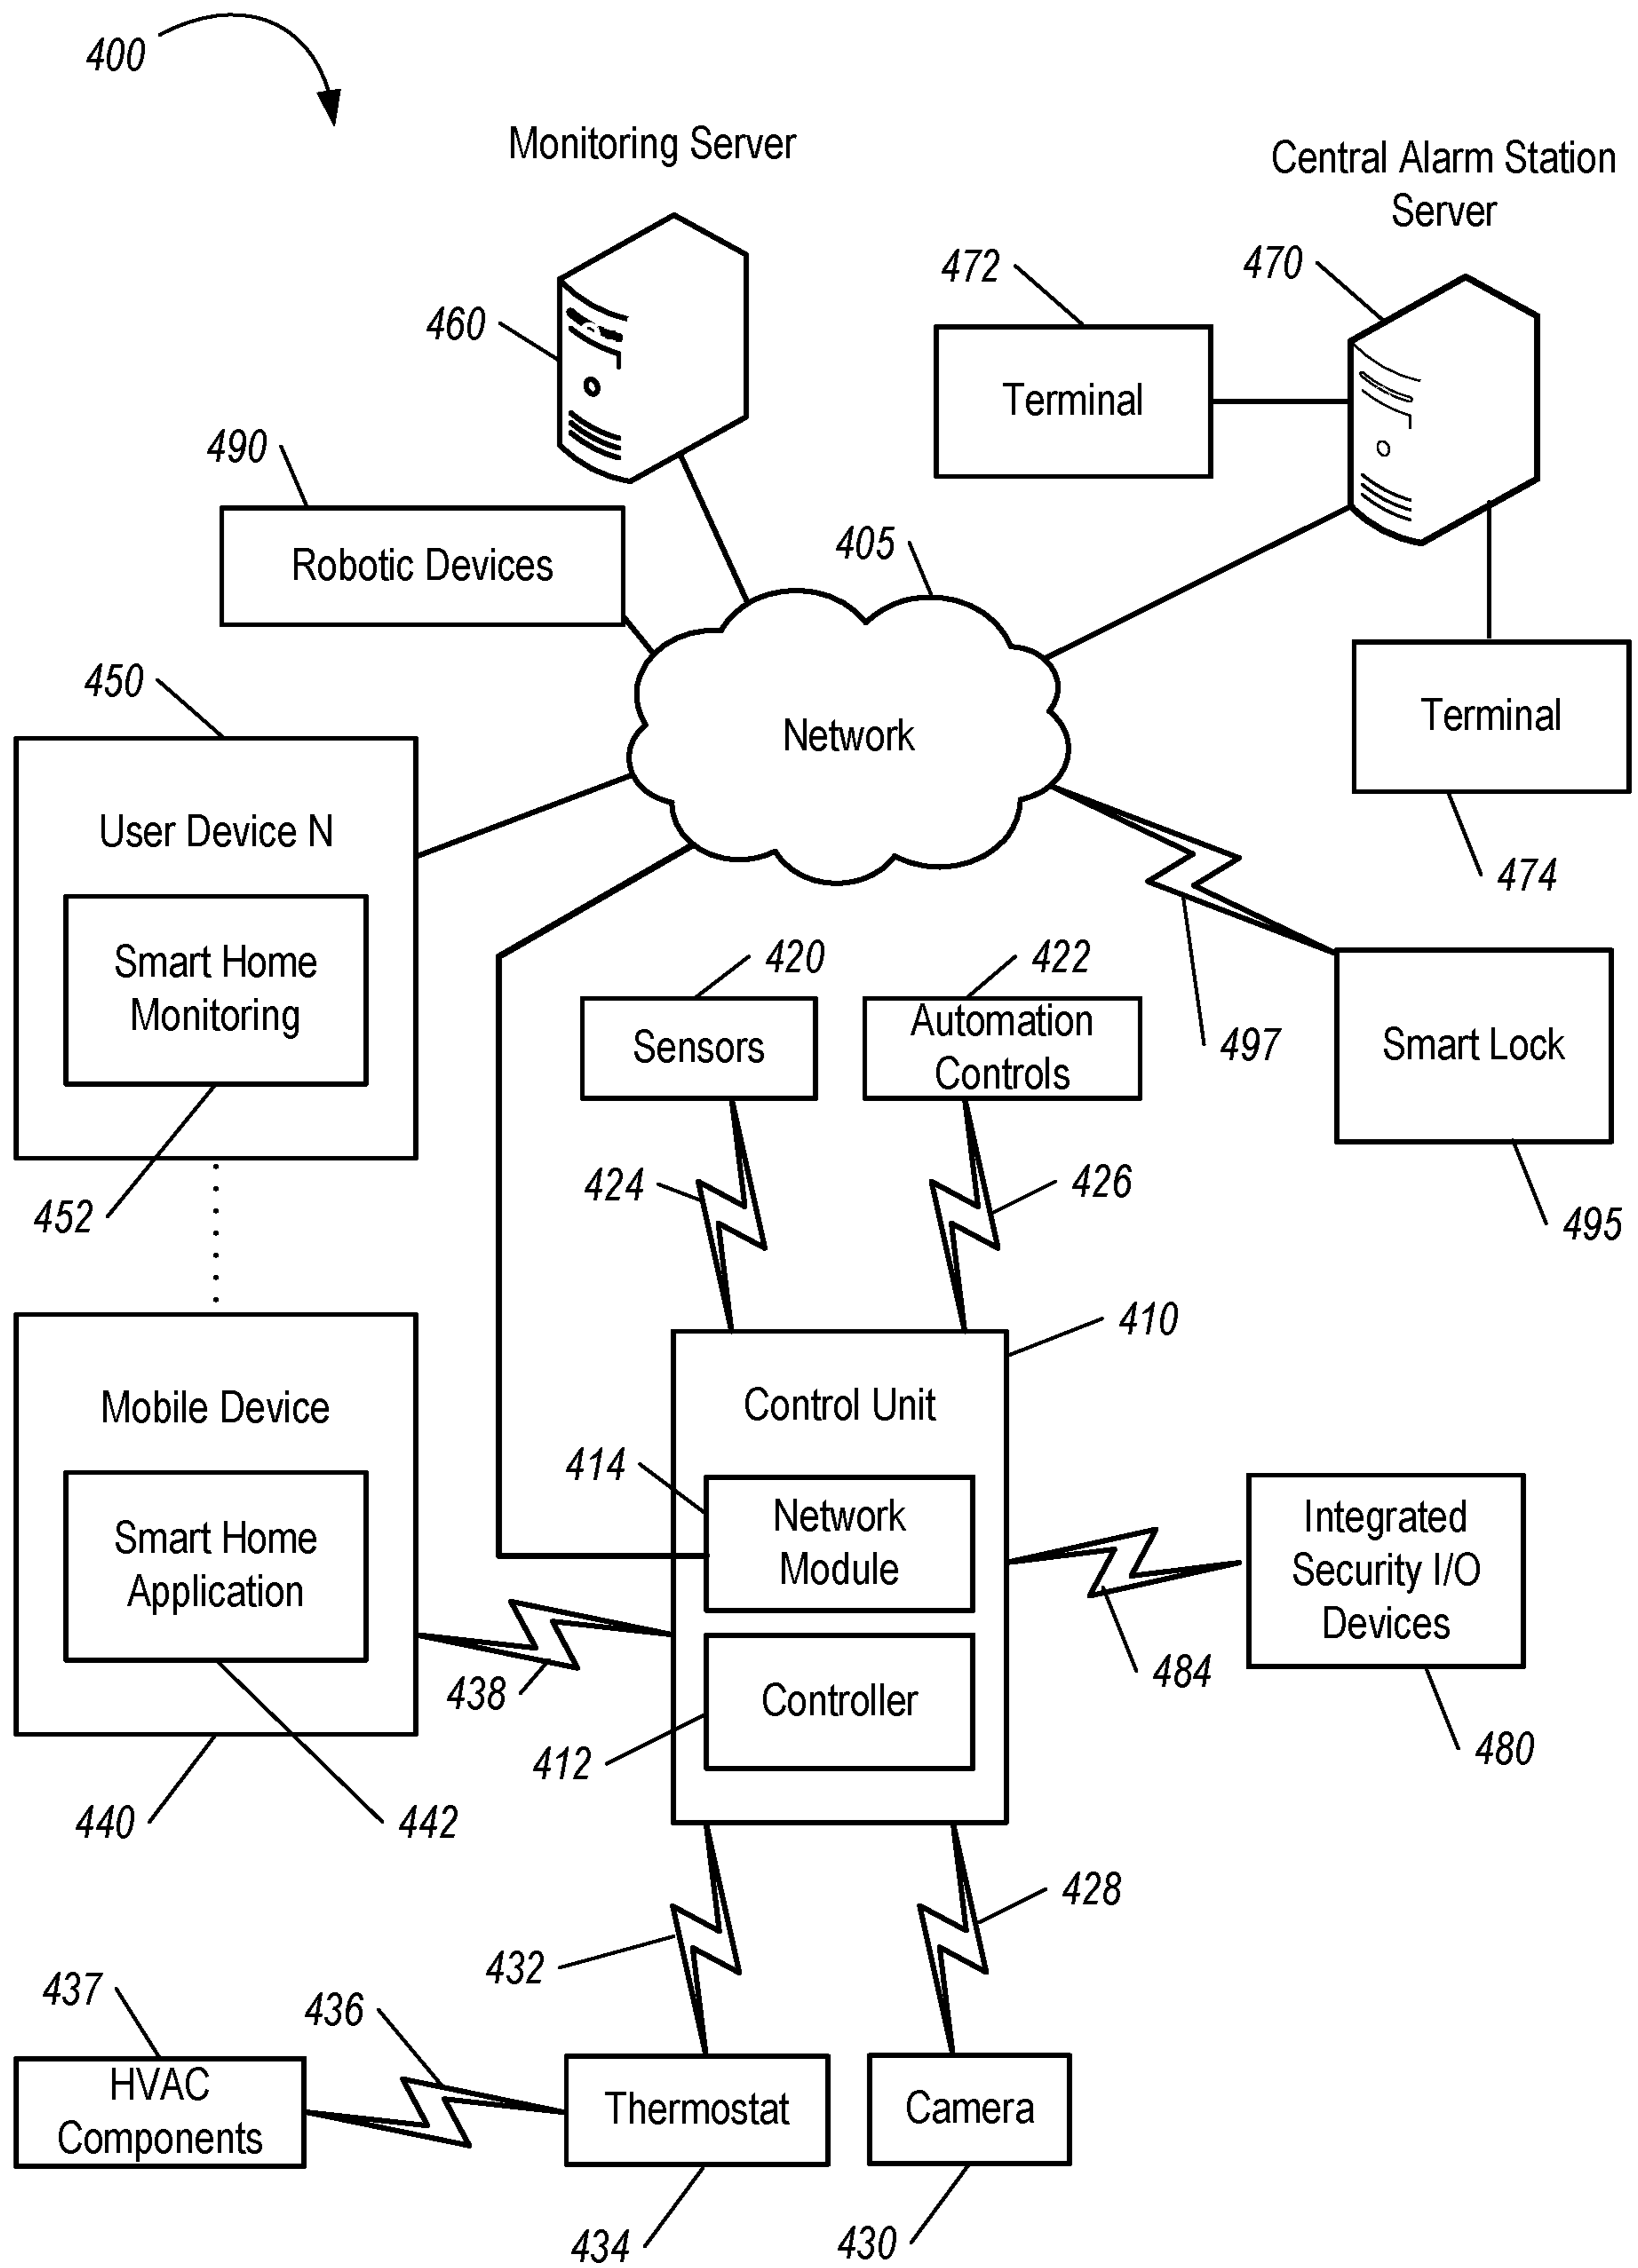 400
Monitoring Server
Central Alarm Station
Server
472
470
460
Terminal
490
405
Robotic Devices
450
Network
Terminal
User Device N
474
Smart Home
Monitoring
420
422
Sensors
Automation
Controls
497
Smart Lock
424
426
452
495
410
Mobile Device
Control Unit
414
Smart Home
Application
Network
Module
Integrated
Security I/O
Devices
438
484
Controller
412
480
440
442
428
432
437
436
HVAC
Components
Thermostat
Camera
434
430